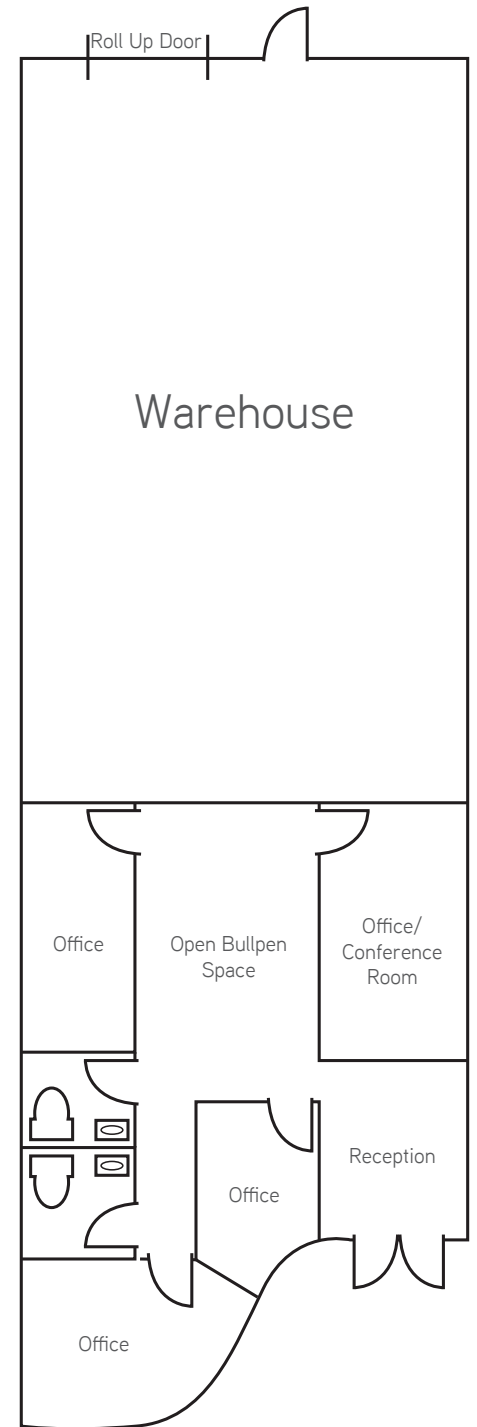 Roll Up Door
Warehouse
Office
Open Bullpen
Space
Office/
Conference
Room
Reception
Office
Office